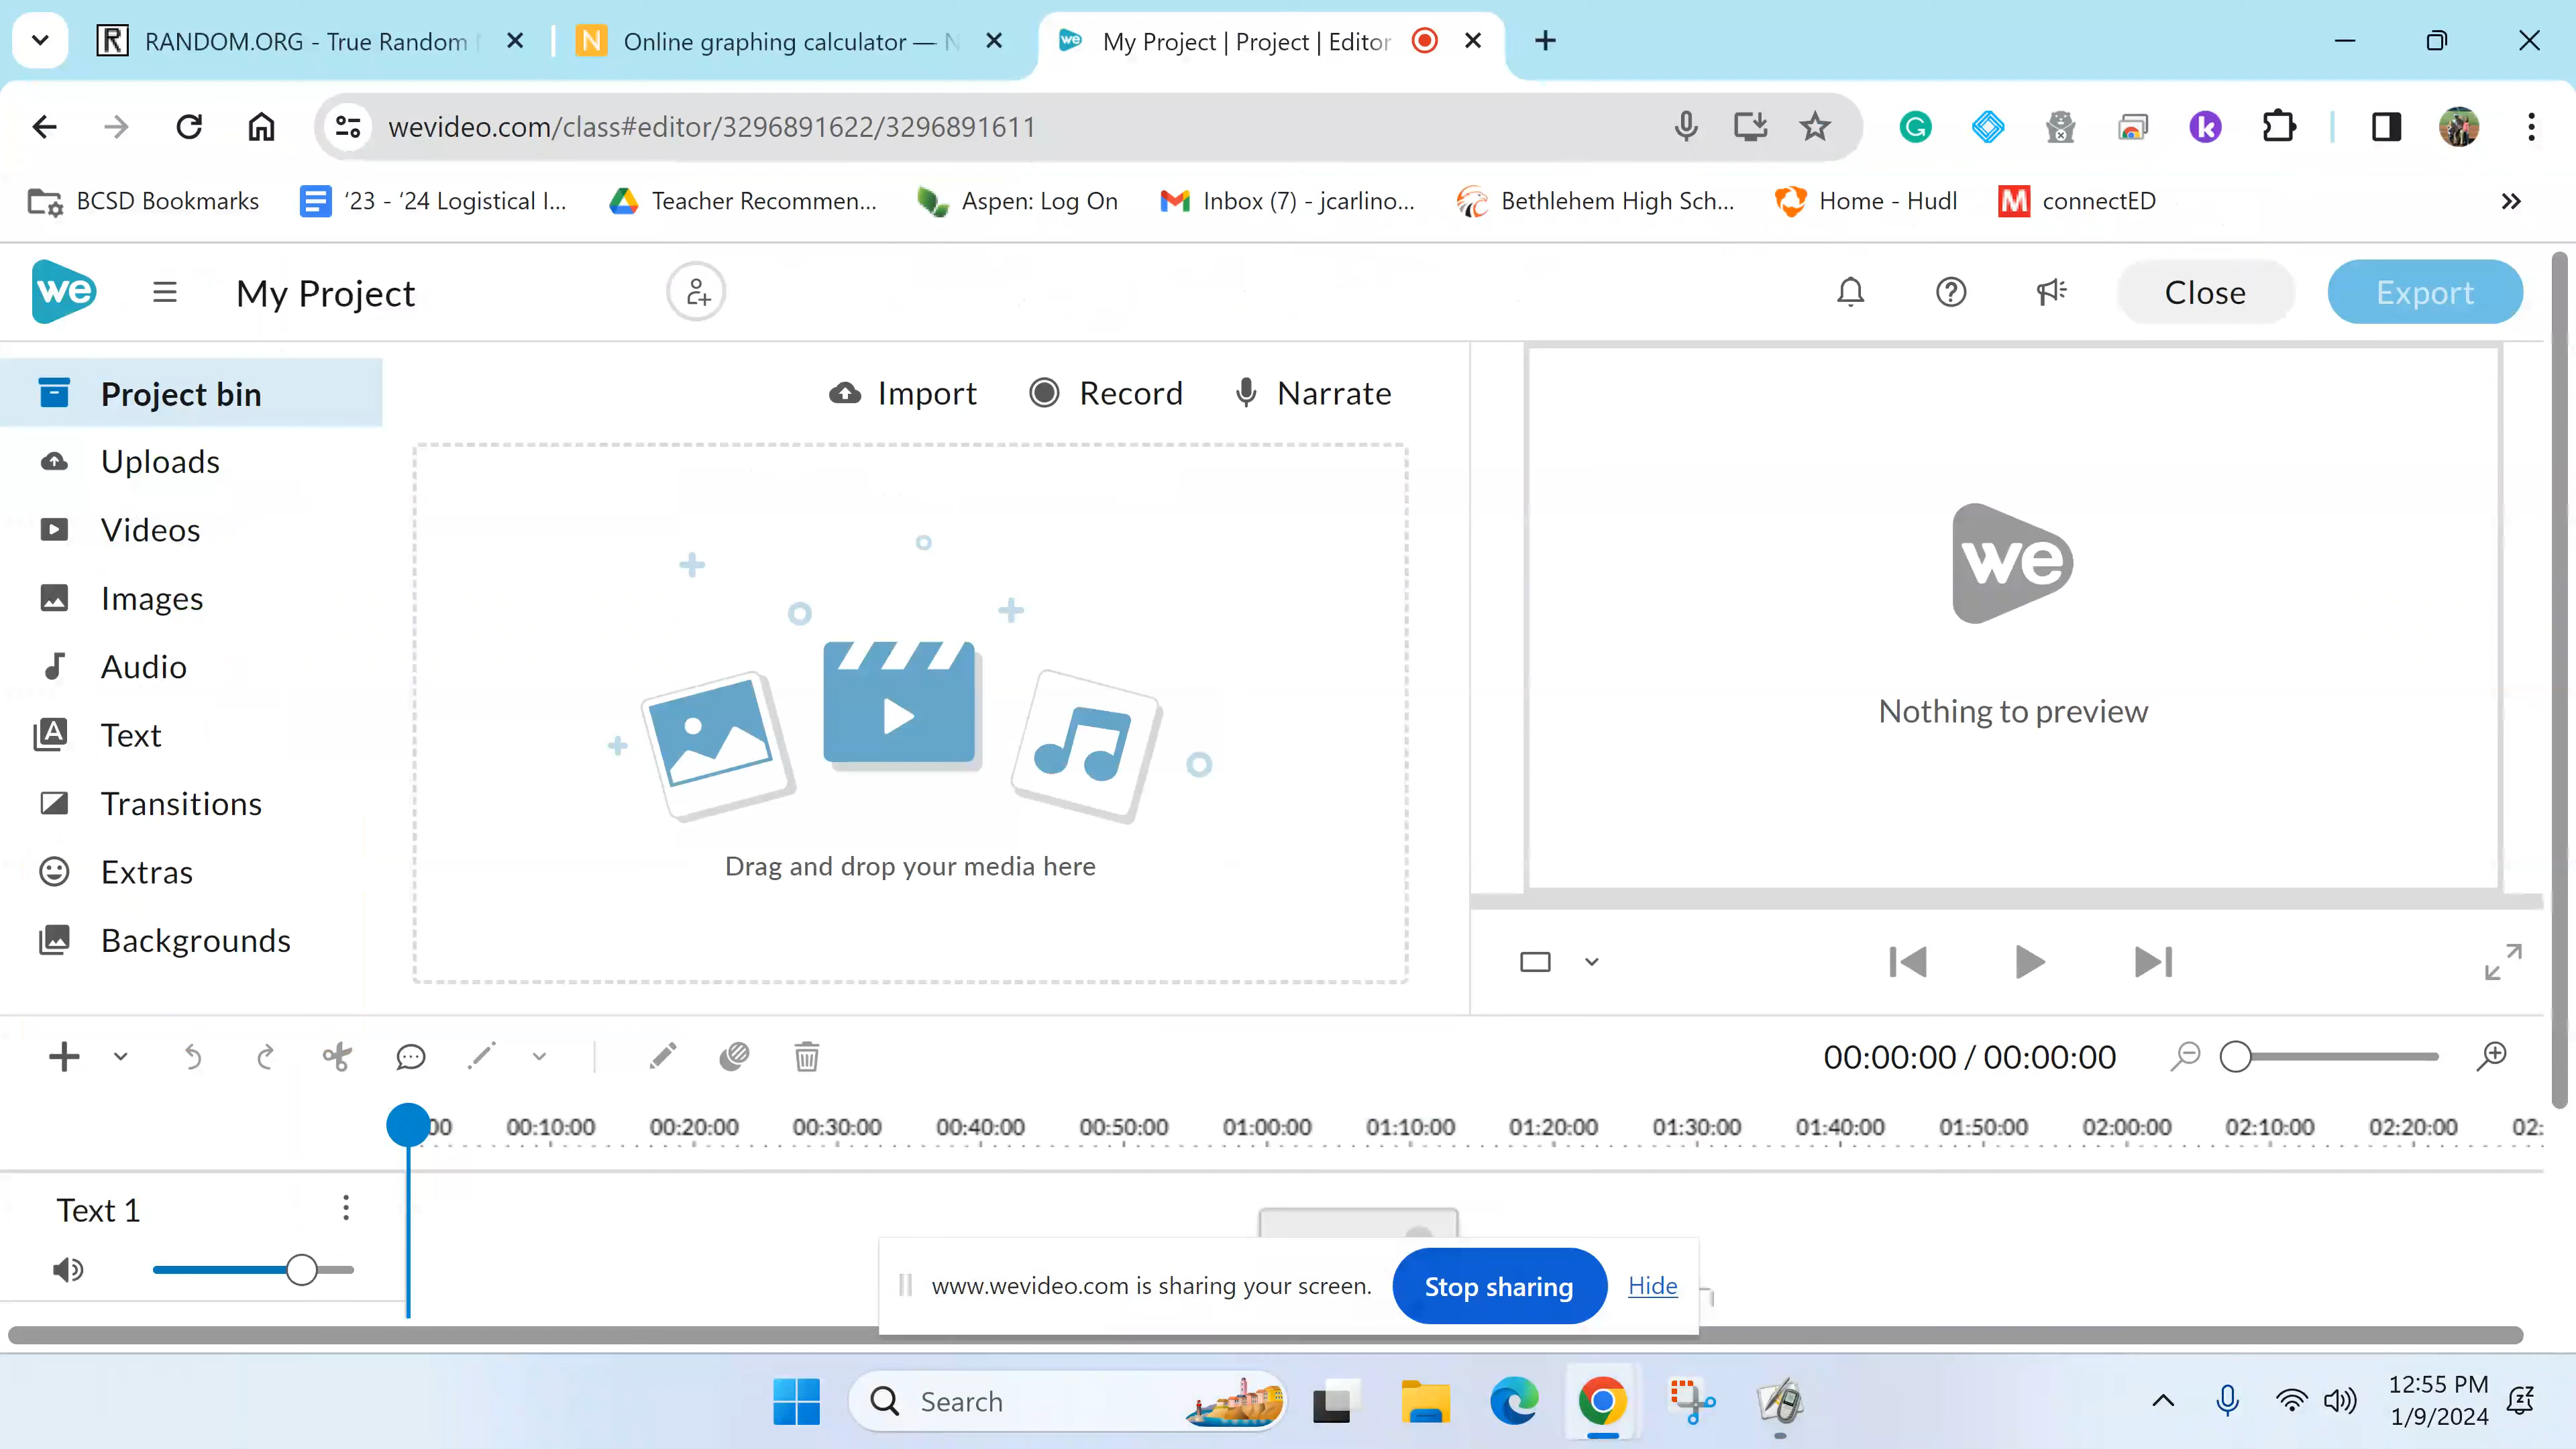 RANDOM.ORG - True Random
Online graphing calculator —
My Project | Project | Editor
wevideo.com/class#editor/3296891622/3296891611
BCSD Bookmarks
‘23 - ‘24 Logistical I...
Teacher Recommen...
Aspen: Log On
Inbox (7) - jcarlino...
Bethlehem High Sch...
Home - Hudl
connectED
we
My Project
Close
Export
Project bin
Import
Record
Narrate
Uploads
Videos
Images
Audio
Text
Transitions
Extras
Backgrounds
Drag and drop your media here
we
Nothing to preview
00:00:00 / 00:00:00
00 00:10:00 00:20:00 00:30:00 00:40:00 00:50:00 01:00:00 01:10:00 01:20:00 01:30:00 01:40:00 01:50:00 02:00:00 02:10:00 02:20:00 02:
Text 1
www.wevideo.com is sharing your screen.
Stop sharing
Hide
Search
12:55 PM
1/9/2024